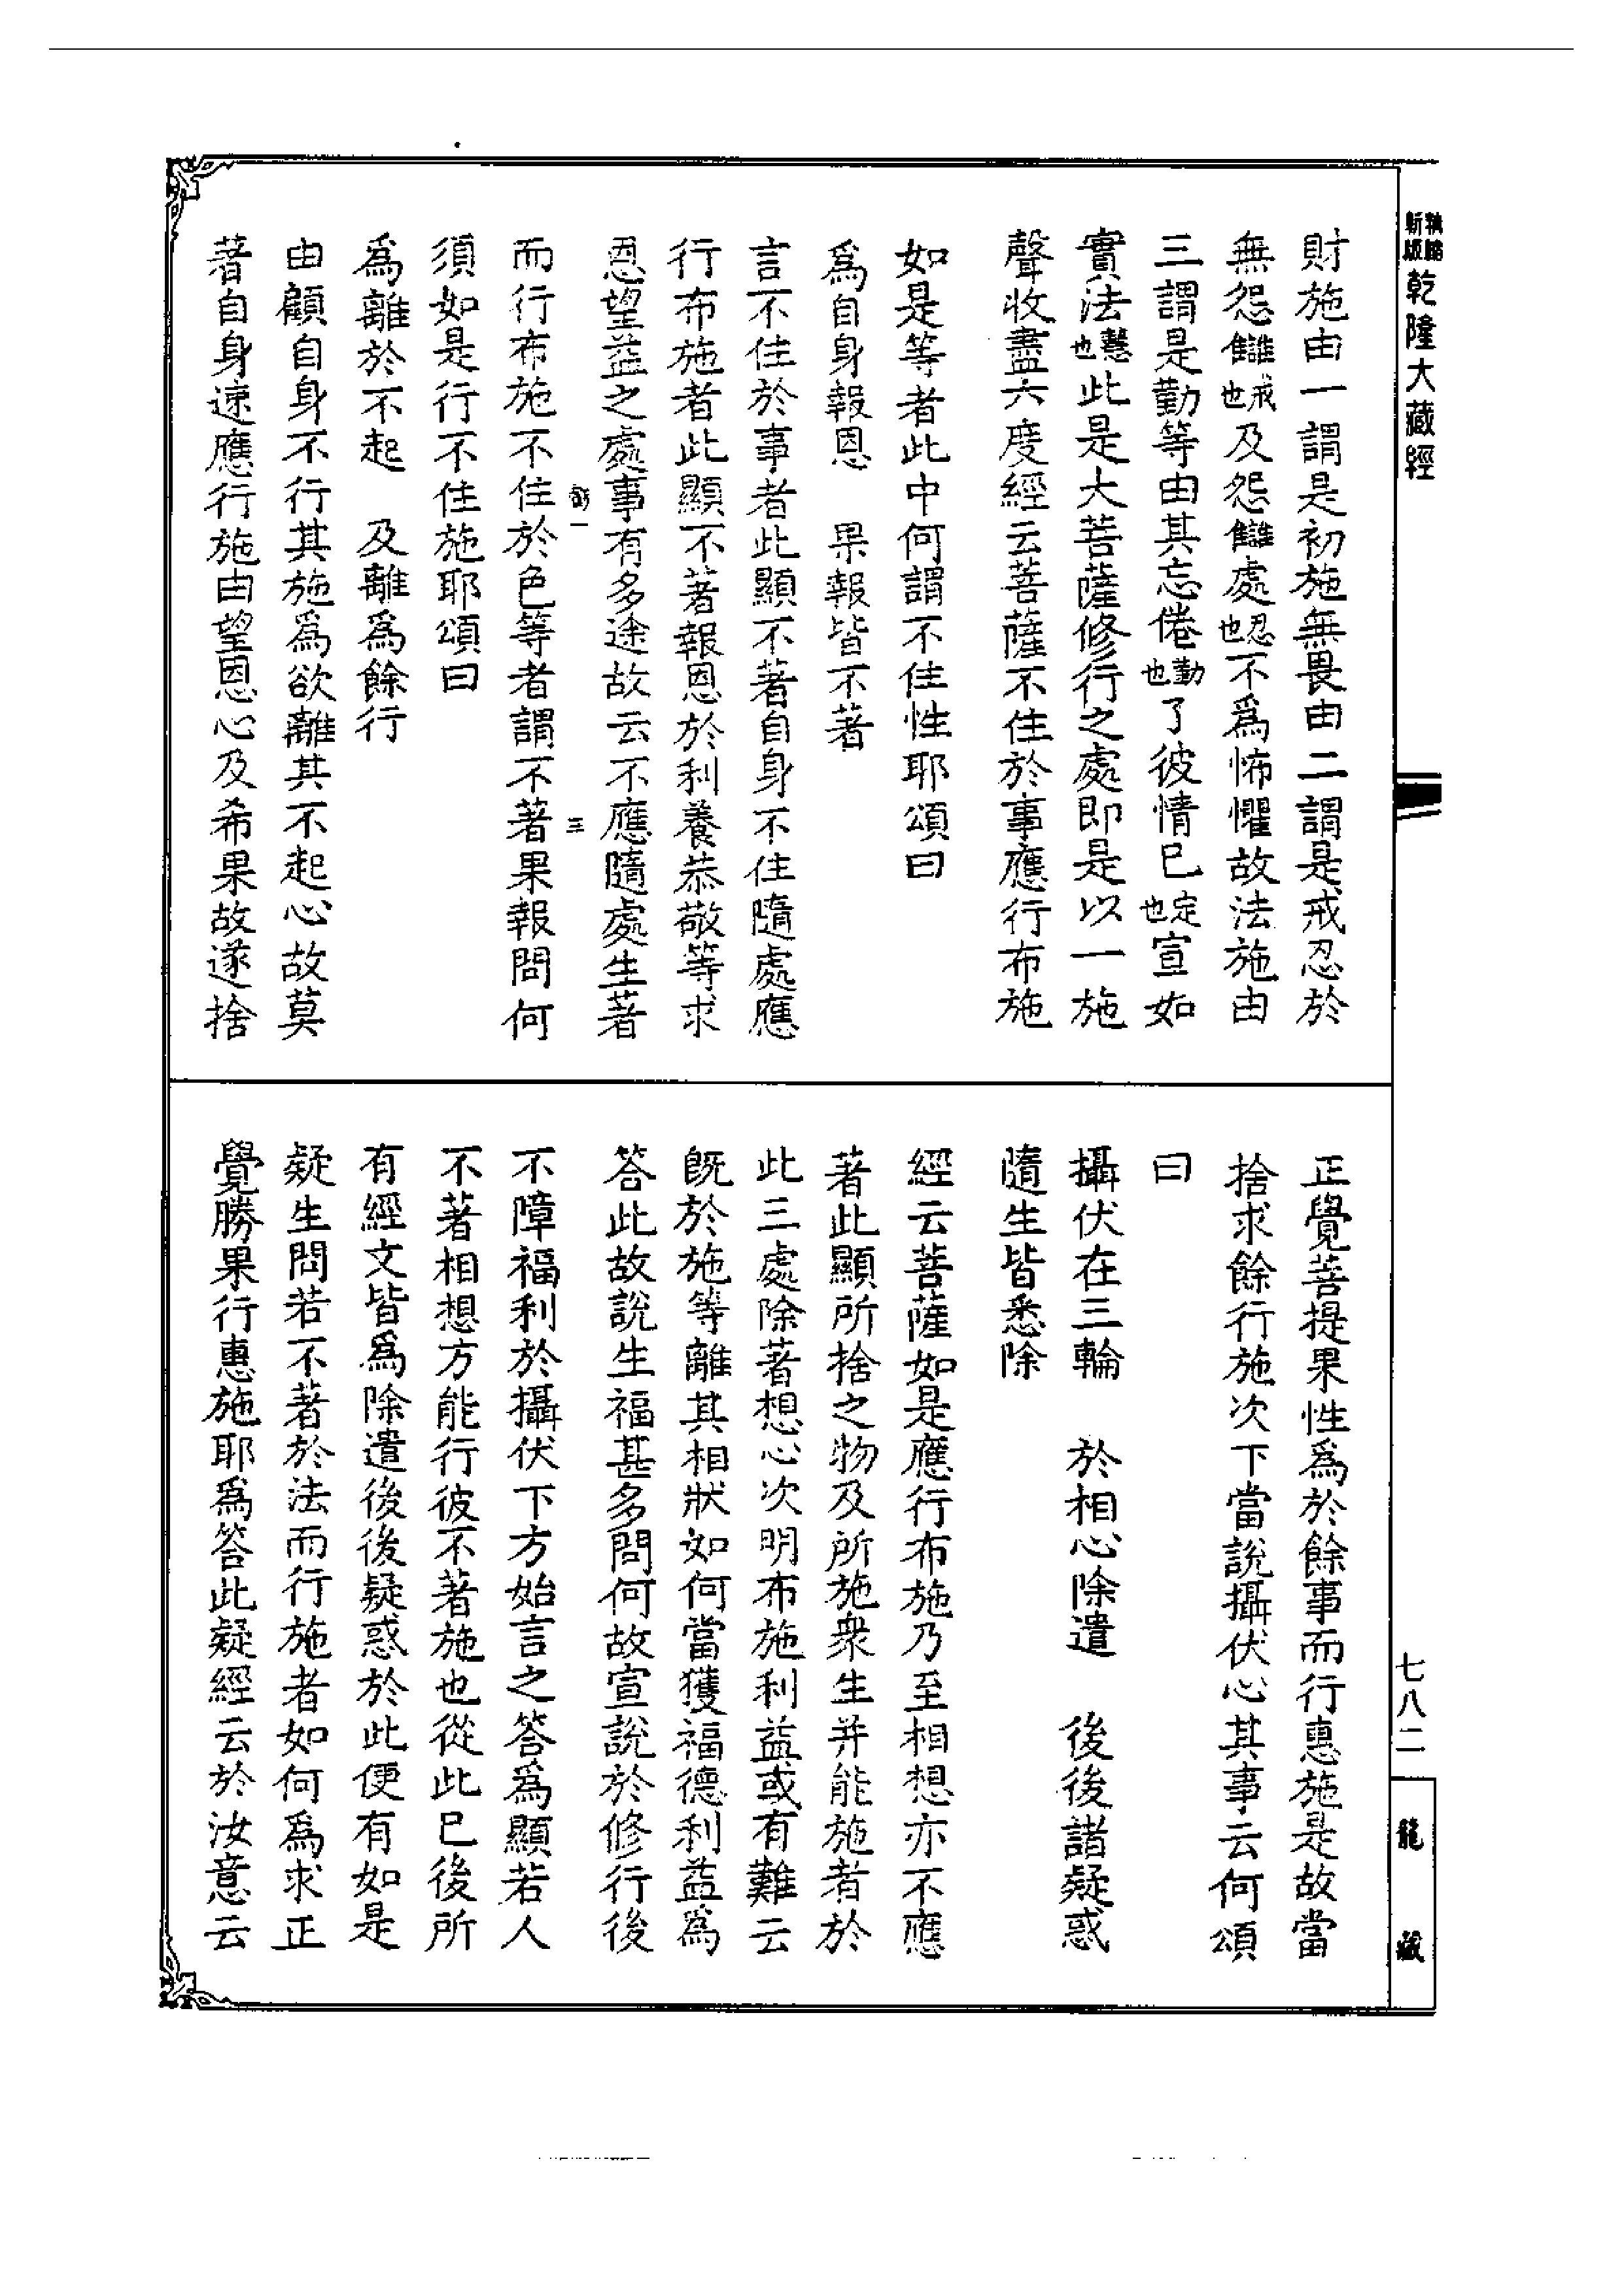 新版
乾隆大藏經
財施由一謂是初施無畏由二謂是戒忍於
無怨讎戒也及怨讎處忍也不爲怖懼故法施由
三謂是勤等由其忘倦勤也了彼情已定也宣如
實法慧也此是大菩薩修行之處即是以一施
聲收盡六度經云菩薩不住於事應行布施
如是等者此中何謂不住性耶頌曰
爲自身報恩　果報皆不著
言不住於事者此顯不著自身不住隨處應
行布施者此顯不著報恩於利養恭敬等求
恩望益之處事有多途故云不應隨處生著
一　三
而行布施不住於色等者謂不著果報問何
須如是行不住施耶頌曰
爲離於不起　及離爲餘行
由顧自身不行其施爲欲離其不起心故莫
著自身速應行施由望恩心及希果故遂捨
正覺菩提果性爲於餘事而行惠施是故當
捨求餘行施次下當說攝伏心其事云何頌
曰
攝伏在三輪　於相心除遣　後後諸疑惑
隨生皆悉除
經云菩薩如是應行布施乃至相想亦不應
著此顯所捨之物及所施衆生并能施者於
此三處除著想心次明布施利益或有難云
既於施等離其相狀如何當獲福德利益爲
答此故說生福甚多問何故宣說於修行後
不障福利於攝伏下方始言之答爲顯若人
不著相想方能行彼不著施也從此已後所
有經文皆爲除遣後後疑惑於此便有如是
疑生問若不著於法而行施者如何爲求正
覺勝果行惠施耶爲答此疑經云於汝意云
七八二
龍藏